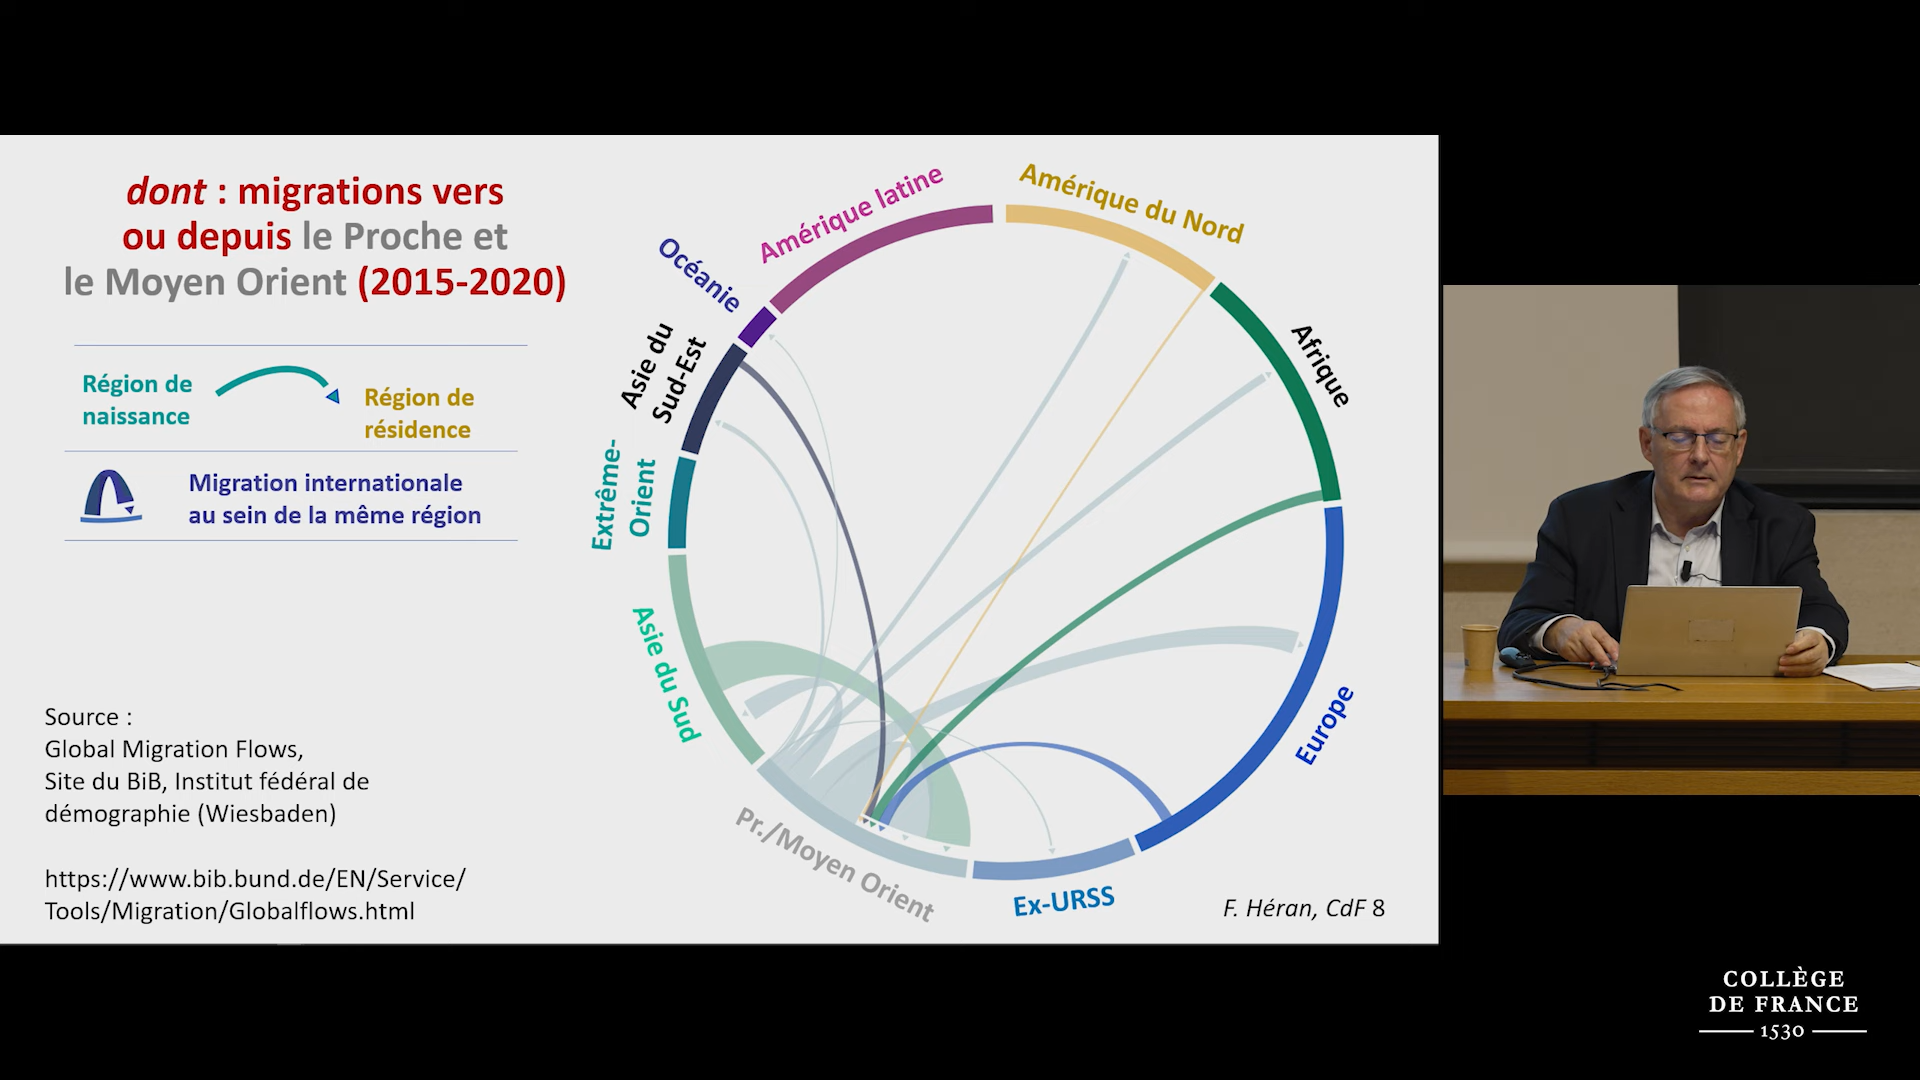 dont : migrations vers
ou depuis le Proche et
le Moyen Orient (2015-2020)
Région de
naissance
Région de
résidence
Migration internationale
au sein de la même région
Source :
Global Migration Flows,
Site du BiB, Institut fédéral de
démographie (Wiesbaden)
https://www.bib.bund.de/EN/Service/
Tools/Migration/Globalflows.html
Amérique latine
Amérique du Nord
Océanie
Asie du
Sud-Est
Afrique
Extrême-
Orient
Asie du Sud
Europe
Pr./Moyen Orient
Ex-URSS
F. Héran, CdF 8
COLLÈGE
DE FRANCE
1530